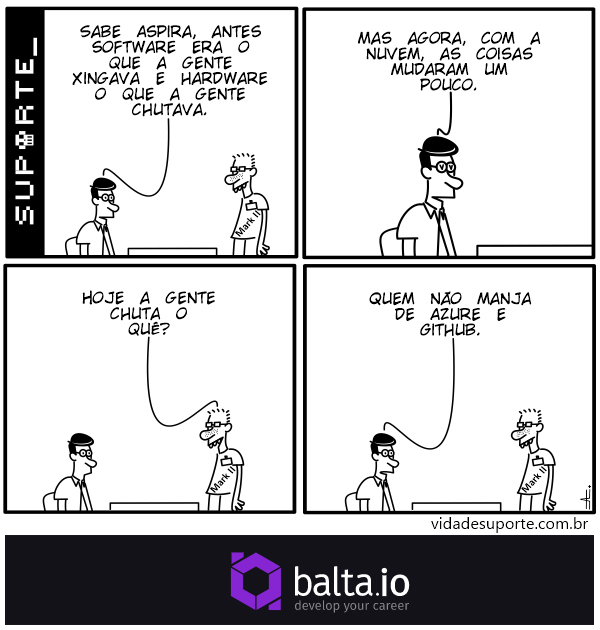 SUPORTE_
SABE ASPIRA, ANTES
SOFTWARE ERA O
QUE A GENTE
XINGAVA E HARDWARE
O QUE A GENTE
CHUTAVA.
Mark II
MAS AGORA, COM A
NUVEM, AS COISAS
MUDARAM UM
POUCO.
HOJE A GENTE
CHUTA O
QUÊ?
Mark II
QUEM NÃO MANJA
DE AZURE E
GITHUB.
Mark II
vidadesuporte.com.br
balta.io
develop your career